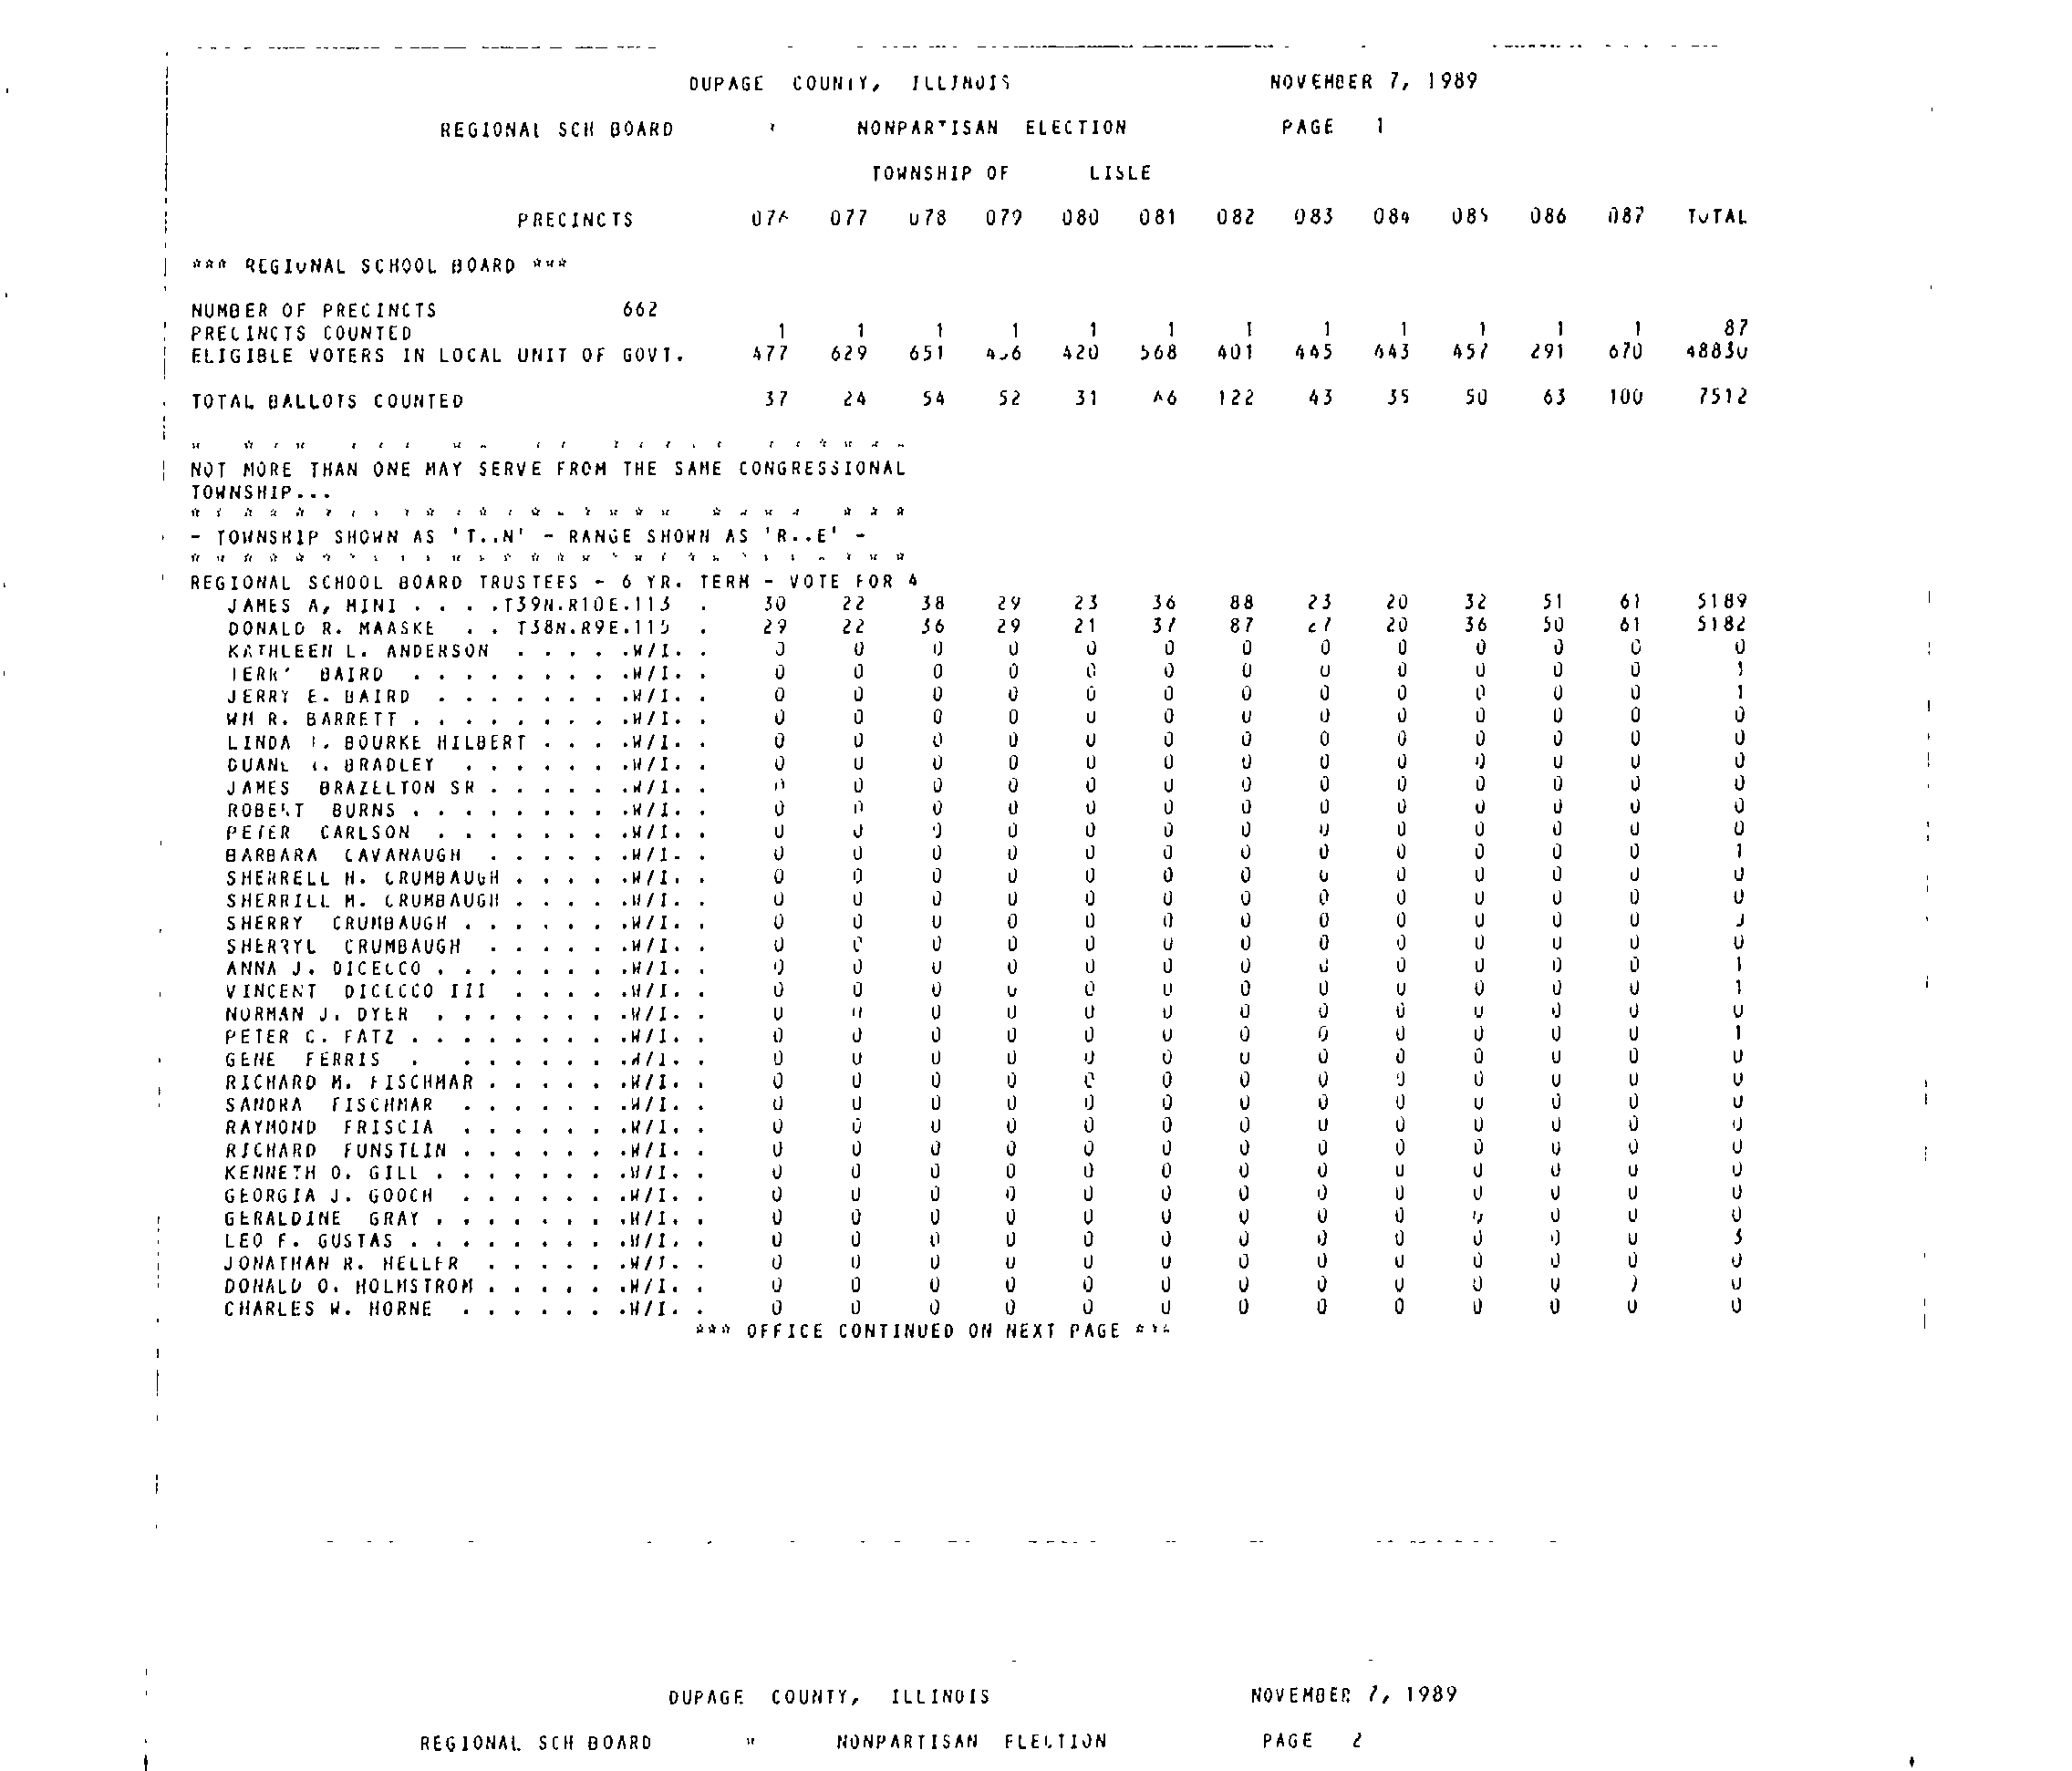 DUPAGE COUNTY, ILLINOIS NOVEMBER 7, 1989
REGIONAL SCH BOARD NONPARTISAN ELECTION PAGE 1
TOWNSHIP OF LISLE
PRECINCTS 076 077 078 079 080 081 082 083 084 085 086 087 TOTAL
*** REGIONAL SCHOOL BOARD ***
NUMBER OF PRECINCTS 662
PRECINCTS COUNTED 1 1 1 1 1 1 1 1 1 1 1 1 87
ELIGIBLE VOTERS IN LOCAL UNIT OF GOVT. 477 629 651 420 568 401 445 443 457 291 670 48830
TOTAL BALLOTS COUNTED 37 24 54 52 31 122 43 35 50 63 100 7512
NOT MORE THAN ONE MAY SERVE FROM THE SAME CONGRESSIONAL
TOWNSHIP...
- TOWNSHIP SHOWN AS 'T..N' - RANGE SHOWN AS 'R..E' -
REGIONAL SCHOOL BOARD TRUSTEES - 6 YR. TERM - VOTE FOR 4
JAMES A, MINI . . . .T39N.R10E.113 . 30 22 38 29 23 36 88 23 20 32 51 61 5189
DONALD R. MAASKE . . T38N.R9E.115 . 29 22 36 29 21 37 87 27 20 36 50 61 5182
KATHLEEN L. ANDERSON . . . . .W/I. . 0 0 0 0 0 0 0 0 0 0 0 0 0
BAIRD . . . . . . . . .W/I. . 0 0 0 0 0 0 0 0 0 0 0 0 1
JERRY E. BAIRD . . . . . . . .W/I. . 0 0 0 0 0 0 0 0 0 0 0 0 1
WM R. BARRETT . . . . . . . . .W/I. . 0 0 0 0 0 0 0 0 0 0 0 0 0
LINDA BOURKE HILBERT . . . .W/I. . 0 0 0 0 0 0 0 0 0 0 0 0 0
DUANE BRADLEY . . . . . . .W/I. . 0 0 0 0 0 0 0 0 0 0 0 0 0
JAMES BRAZELTON SR . . . . . .W/I. . 0 0 0 0 0 0 0 0 0 0 0 0 0
ROBERT BURNS . . . . . . . . .W/I. . 0 0 0 0 0 0 0 0 0 0 0 0 0
PETER CARLSON . . . . . . . .W/I. . 0 0 0 0 0 0 0 0 0 0 0 0 0
BARBARA CAVANAUGH . . . . . .W/I. . 0 0 0 0 0 0 0 0 0 0 0 0 1
SHERRELL H. CRUMBAUGH . . . . .W/I. . 0 0 0 0 0 0 0 0 0 0 0 0 0
SHERRILL M. CRUMBAUGH . . . . .W/I. . 0 0 0 0 0 0 0 0 0 0 0 0 0
SHERRY CRUMBAUGH . . . . . . .W/I. . 0 0 0 0 0 0 0 0 0 0 0 0 0
SHERRYL CRUMBAUGH . . . . . .W/I. . 0 0 0 0 0 0 0 0 0 0 0 0 0
ANNA J. DICECCO . . . . . . . .W/I. . 0 0 0 0 0 0 0 0 0 0 0 0 1
VINCENT DICECCO III . . . . .W/I. . 0 0 0 0 0 0 0 0 0 0 0 0 1
NORMAN J. DYER . . . . . . . .W/I. . 0 0 0 0 0 0 0 0 0 0 0 0 0
PETER C. FATZ . . . . . . . . .W/I. . 0 0 0 0 0 0 0 0 0 0 0 0 1
GENE FERRIS . . . . . . . .W/I. . 0 0 0 0 0 0 0 0 0 0 0 0 0
RICHARD M. FISCHMAR . . . . . .W/I. . 0 0 0 0 0 0 0 0 0 0 0 0 0
SANDRA FISCHMAR . . . . . . .W/I. . 0 0 0 0 0 0 0 0 0 0 0 0 0
RAYMOND FRISCIA . . . . . . .W/I. . 0 0 0 0 0 0 0 0 0 0 0 0 0
RICHARD FUNSTLIN . . . . . . .W/I. . 0 0 0 0 0 0 0 0 0 0 0 0 0
KENNETH O. GILL . . . . . . . .W/I. . 0 0 0 0 0 0 0 0 0 0 0 0 0
GEORGIA J. GOOCH . . . . . . .W/I. . 0 0 0 0 0 0 0 0 0 0 0 0 0
GERALDINE GRAY . . . . . . . .W/I. . 0 0 0 0 0 0 0 0 0 0 0 0 0
LEO F. GUSTAS . . . . . . . . .W/I. . 0 0 0 0 0 0 0 0 0 0 0 0 3
JONATHAN R. HELLER . . . . . .W/I. . 0 0 0 0 0 0 0 0 0 0 0 0 0
DONALD O. HOLMSTROM . . . . . .W/I. . 0 0 0 0 0 0 0 0 0 0 0 0 0
CHARLES W. HORNE . . . . . . .W/I. . 0 0 0 0 0 0 0 0 0 0 0 0 0
*** OFFICE CONTINUED ON NEXT PAGE ***
DUPAGE COUNTY, ILLINOIS NOVEMBER 7, 1989
REGIONAL SCH BOARD * NONPARTISAN ELECTION PAGE 2